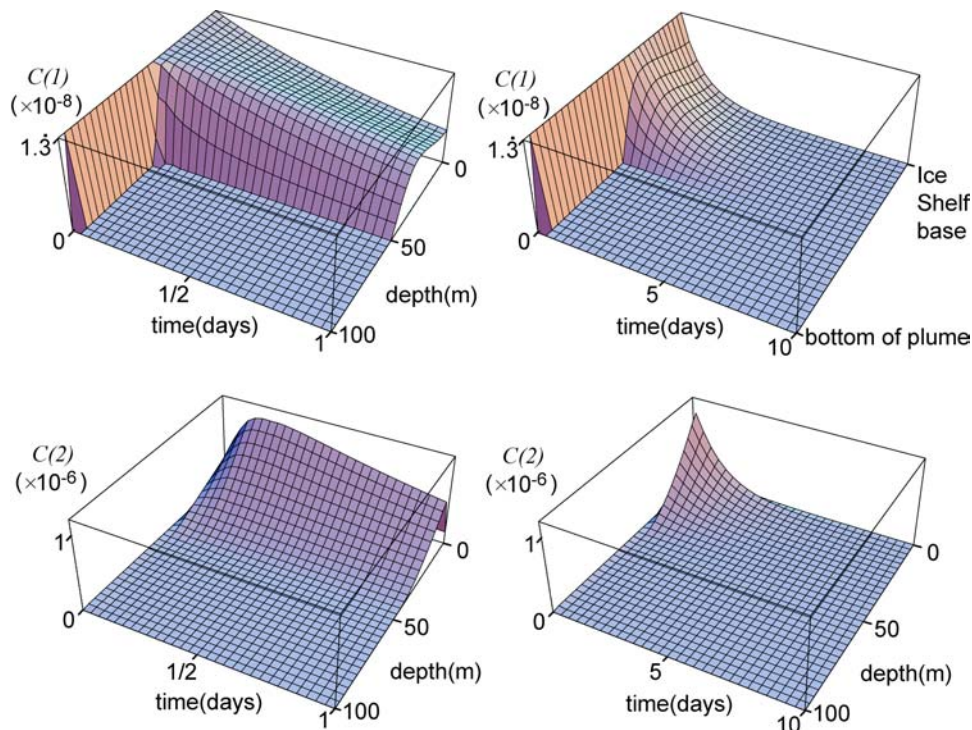 C(1)
(×10-8)
1.3
0
1/2
time(days)
1
0
50
depth(m)
100
C(1)
(×10-8)
1.3
0
5
time(days)
10
Ice
Shelf
base
bottom of plume
C(2)
(×10-6)
1
0
1/2
time(days)
1
0
50
depth(m)
100
C(2)
(×10-6)
1
0
5
time(days)
10
0
50
depth(m)
100